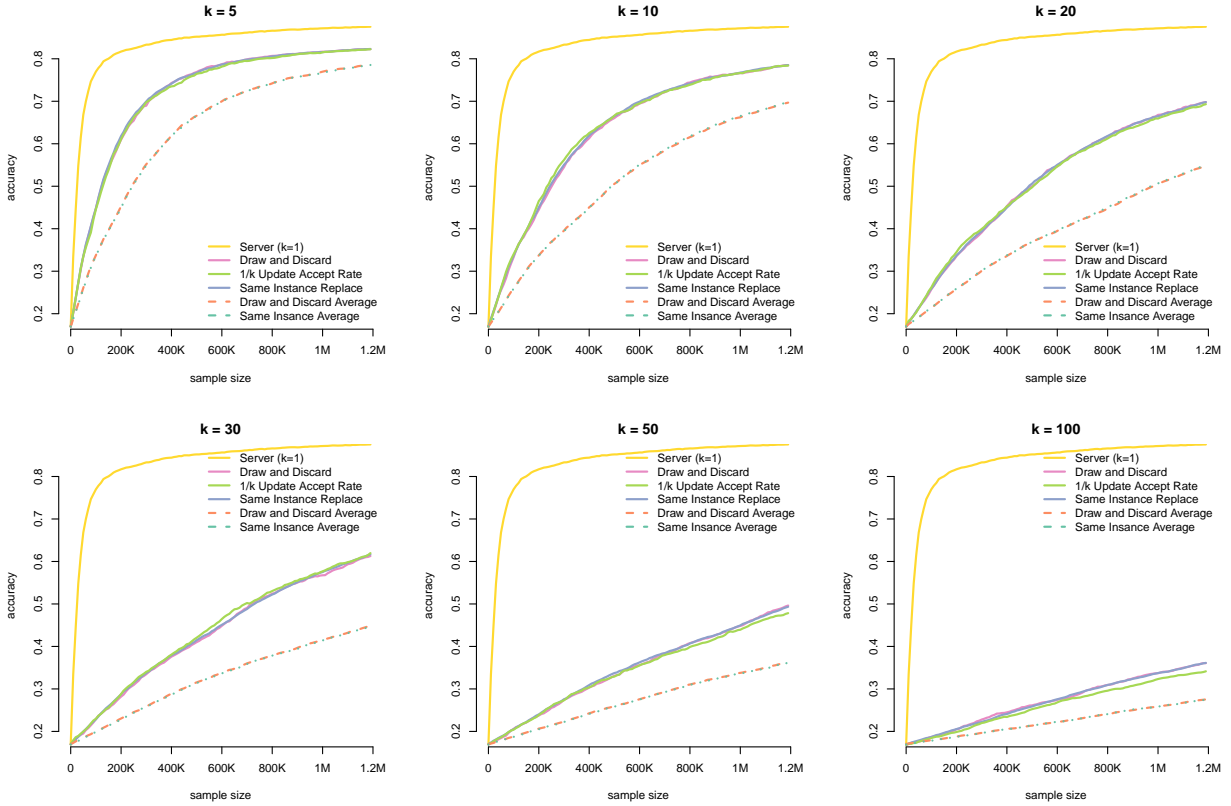 k = 5
accuracy
0.8
0.7
0.6
0.5
0.4
0.3
0.2
Server (k=1)
Draw and Discard
1/k Update Accept Rate
Same Instance Replace
Draw and Discard Average
Same Insance Average
0 200K 400K 600K 800K 1M 1.2M
sample size
k = 10
accuracy
0.8
0.7
0.6
0.5
0.4
0.3
0.2
Server (k=1)
Draw and Discard
1/k Update Accept Rate
Same Instance Replace
Draw and Discard Average
Same Insance Average
0 200K 400K 600K 800K 1M 1.2M
sample size
k = 20
accuracy
0.8
0.7
0.6
0.5
0.4
0.3
0.2
Server (k=1)
Draw and Discard
1/k Update Accept Rate
Same Instance Replace
Draw and Discard Average
Same Insance Average
0 200K 400K 600K 800K 1M 1.2M
sample size
k = 30
accuracy
0.8
0.7
0.6
0.5
0.4
0.3
0.2
Server (k=1)
Draw and Discard
1/k Update Accept Rate
Same Instance Replace
Draw and Discard Average
Same Insance Average
0 200K 400K 600K 800K 1M 1.2M
sample size
k = 50
accuracy
0.8
0.7
0.6
0.5
0.4
0.3
0.2
Server (k=1)
Draw and Discard
1/k Update Accept Rate
Same Instance Replace
Draw and Discard Average
Same Insance Average
0 200K 400K 600K 800K 1M 1.2M
sample size
k = 100
accuracy
0.8
0.7
0.6
0.5
0.4
0.3
0.2
Server (k=1)
Draw and Discard
1/k Update Accept Rate
Same Instance Replace
Draw and Discard Average
Same Insance Average
0 200K 400K 600K 800K 1M 1.2M
sample size